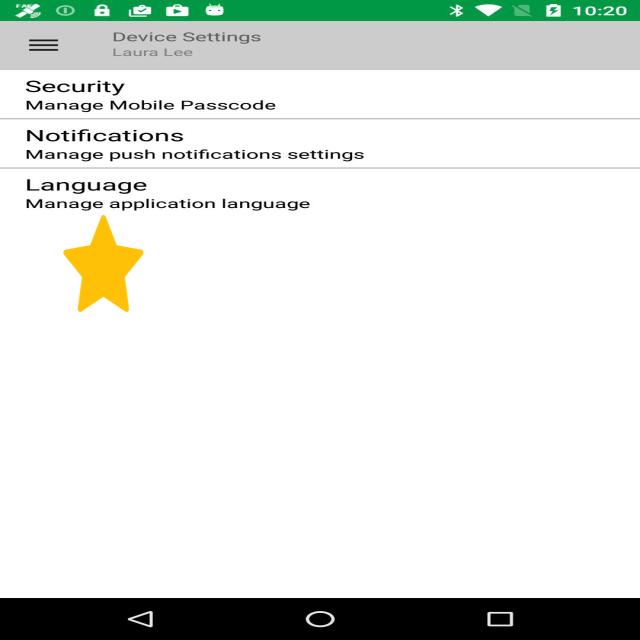 10:20
Device Settings
Laura Lee
Security
Manage Mobile Passcode
Notifications
Manage push notifications settings
Language
Manage application language